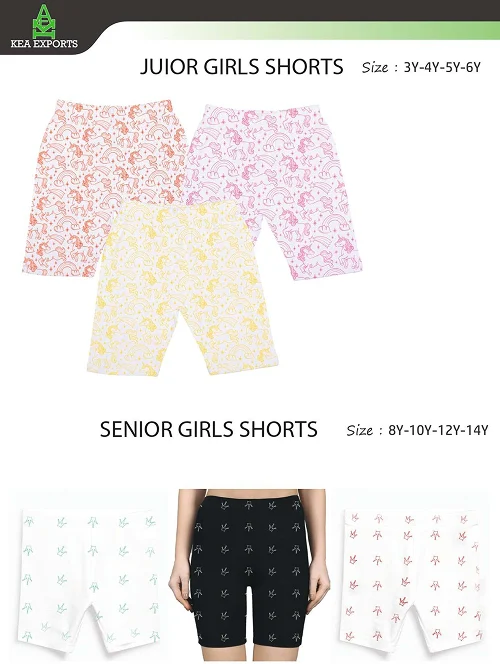 KEA EXPORTS
JUIOR GIRLS SHORTS Size : 3Y-4Y-5Y-6Y
SENIOR GIRLS SHORTS Size : 8Y-10Y-12Y-14Y